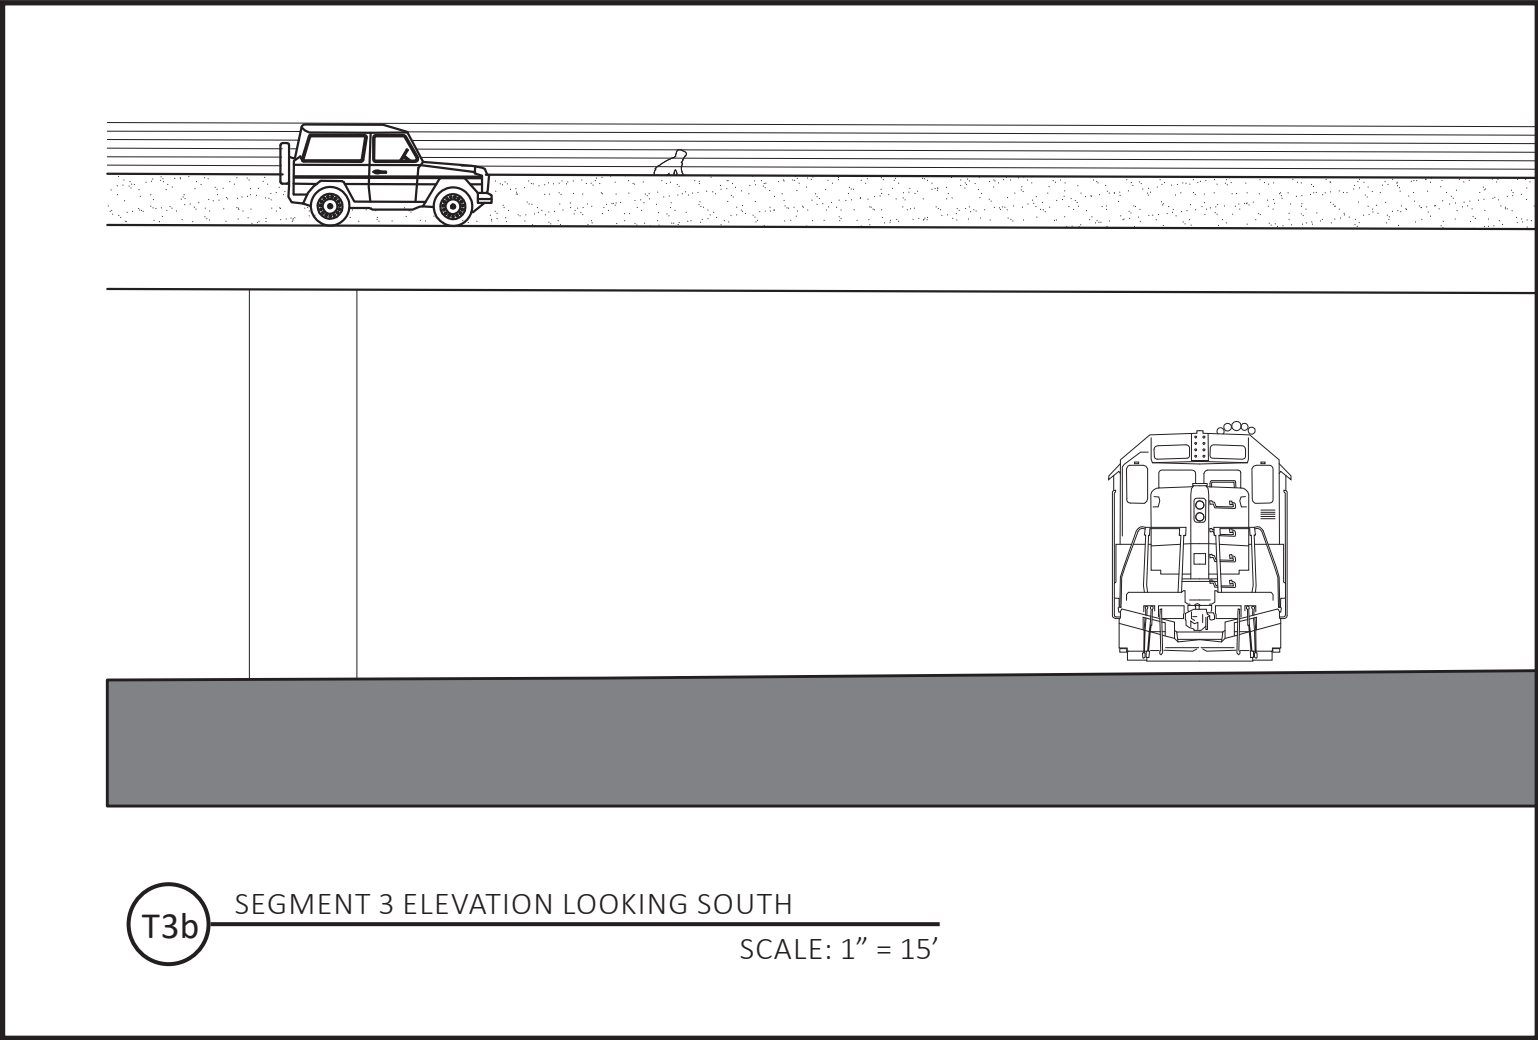 SEGMENT 3 ELEVATION LOOKING SOUTH
T3b
SCALE: 1” = 15’